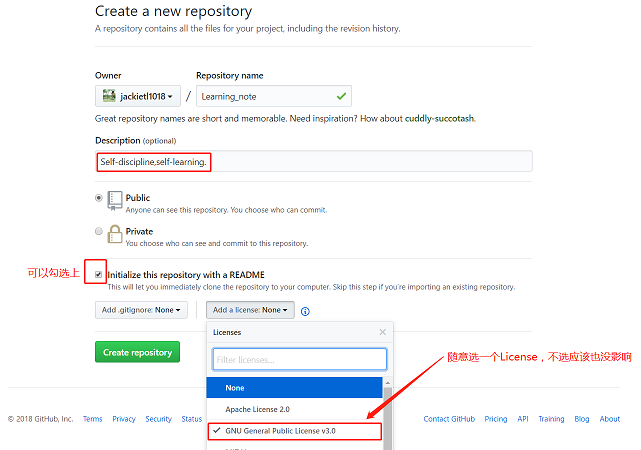 Create a new repository
A repository contains all the files for your project, including the revision history.
Owner
Repository name
jackietl1018 / Learning_note
Great repository names are short and memorable. Need inspiration? How about cuddly-succotash.
Description (optional)
Self-discipline,self-learning.
Public
Anyone can see this repository. You choose who can commit.
Private
You choose who can see and commit to this repository.
可以勾选上
Initialize this repository with a README
This will let you immediately clone the repository to your computer. Skip this step if you're importing an existing repository.
Add .gitignore: None
Add a license: None
Licenses
Filter licenses...
Create repository
随意选一个License，不选应该也没影响
None
Apache License 2.0
GNU General Public License v3.0
© 2018 GitHub, Inc. Terms Privacy Security Status Contact GitHub Pricing API Training Blog About